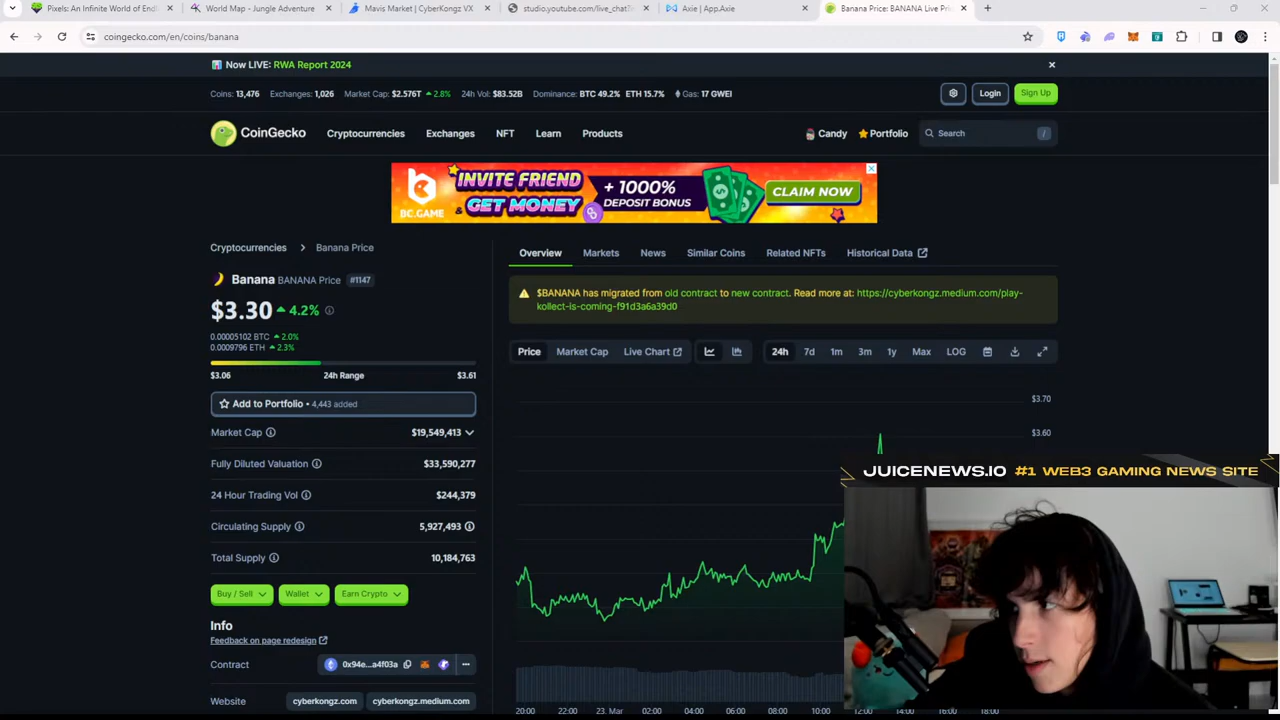 Pixels: An Infinite World of Endl
World Map - Jungle Adventure
Mavis Market | CyberKongz VX
studio.youtube.com/live_chat?
Axie | App.Axie
Banana Price: BANANA Live Pri
coingecko.com/en/coins/banana
Now LIVE: RWA Report 2024
Coins: 13,476 Exchanges: 1,026 Market Cap: $2.576T 2.8% 24h Vol: $83.52B Dominance: BTC 49.2% ETH 15.7% Gas: 17 GWEI
Login
Sign Up
CoinGecko
Cryptocurrencies Exchanges NFT Learn Products
Candy Portfolio Search /
BC.GAME
INVITE FRIEND
& GET MONEY
+ 1000%
DEPOSIT BONUS
CLAIM NOW
Cryptocurrencies > Banana Price
Banana BANANA Price #1147
$3.30 4.2%
0.00005102 BTC 2.0%
0.0009796 ETH 2.3%
$3.06 24h Range $3.61
Add to Portfolio • 4,443 added
Market Cap $19,549,413
Fully Diluted Valuation $33,590,277
24 Hour Trading Vol $244,379
Circulating Supply 5,927,493
Total Supply 10,184,763
Buy / Sell Wallet Earn Crypto
Info
Feedback on page redesign
Contract 0x94e...a4f03a
Website cyberkongz.com cyberkongz.medium.com
Overview Markets News Similar Coins Related NFTs Historical Data
$BANANA has migrated from old contract to new contract. Read more at: https://cyberkongz.medium.com/play-
kollect-is-coming-f91d3a6a39d0
Price Market Cap Live Chart 24h 7d 1m 3m 1y Max LOG
$3.70
$3.60
20:00 22:00 23. Mar 02:00 04:00 06:00 08:00 10:00 12:00 14:00 16:00 18:00
JUICENEWS.IO #1 WEB3 GAMING NEWS SITE